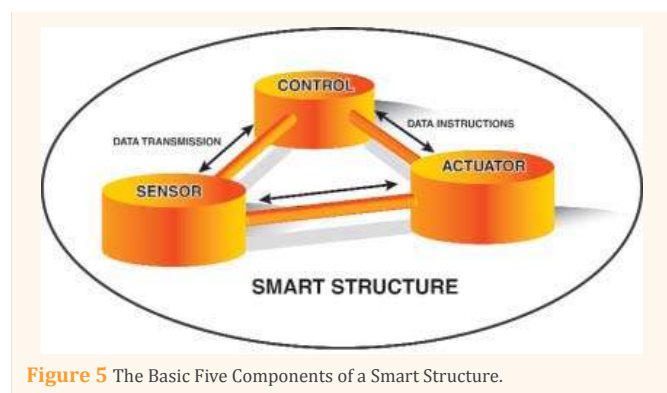 CONTROL
DATA TRANSMISSION
DATA INSTRUCTIONS
SENSOR
ACTUATOR
SMART STRUCTURE
Figure 5 The Basic Five Components of a Smart Structure.